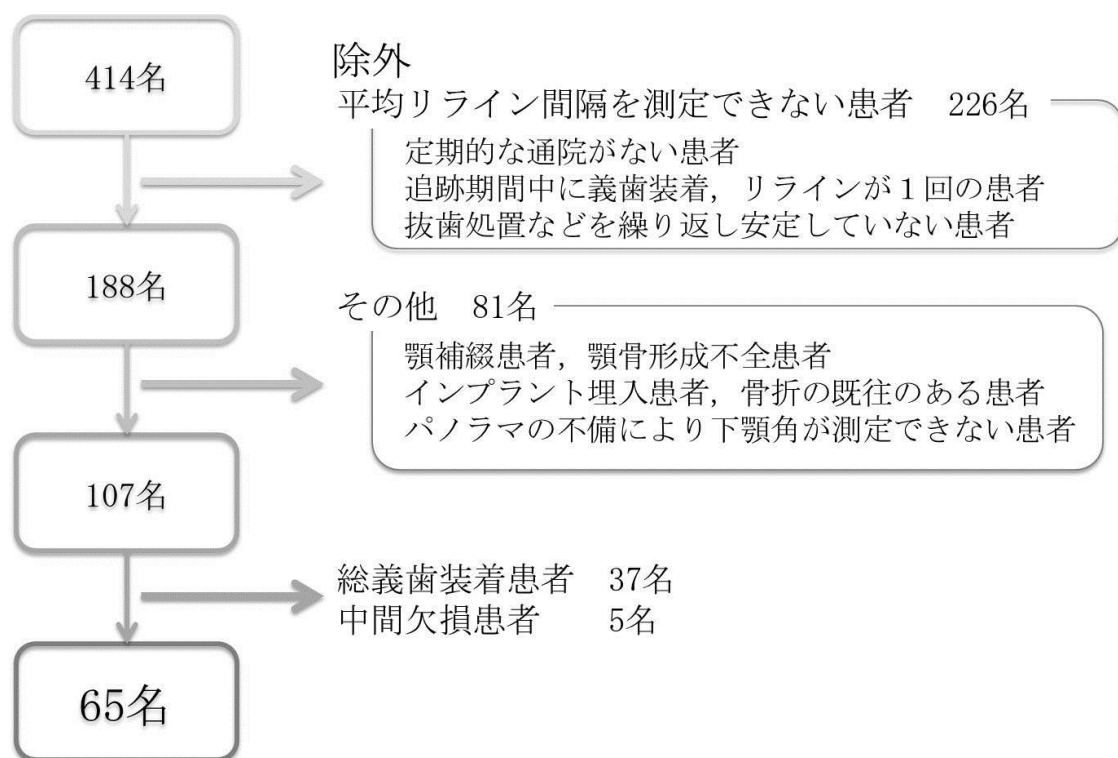 414名
除外
平均リライン間隔を測定できない患者　226名
定期的な通院がない患者
追跡期間中に義歯装着，リラインが１回の患者
抜歯処置などを繰り返し安定していない患者
188名
その他　81名
顎補綴患者，顎骨形成不全患者
インプラント埋入患者，骨折の既往のある患者
パノラマの不備により下顎角が測定できない患者
107名
総義歯装着患者　37名
中間欠損患者　　5名
65名